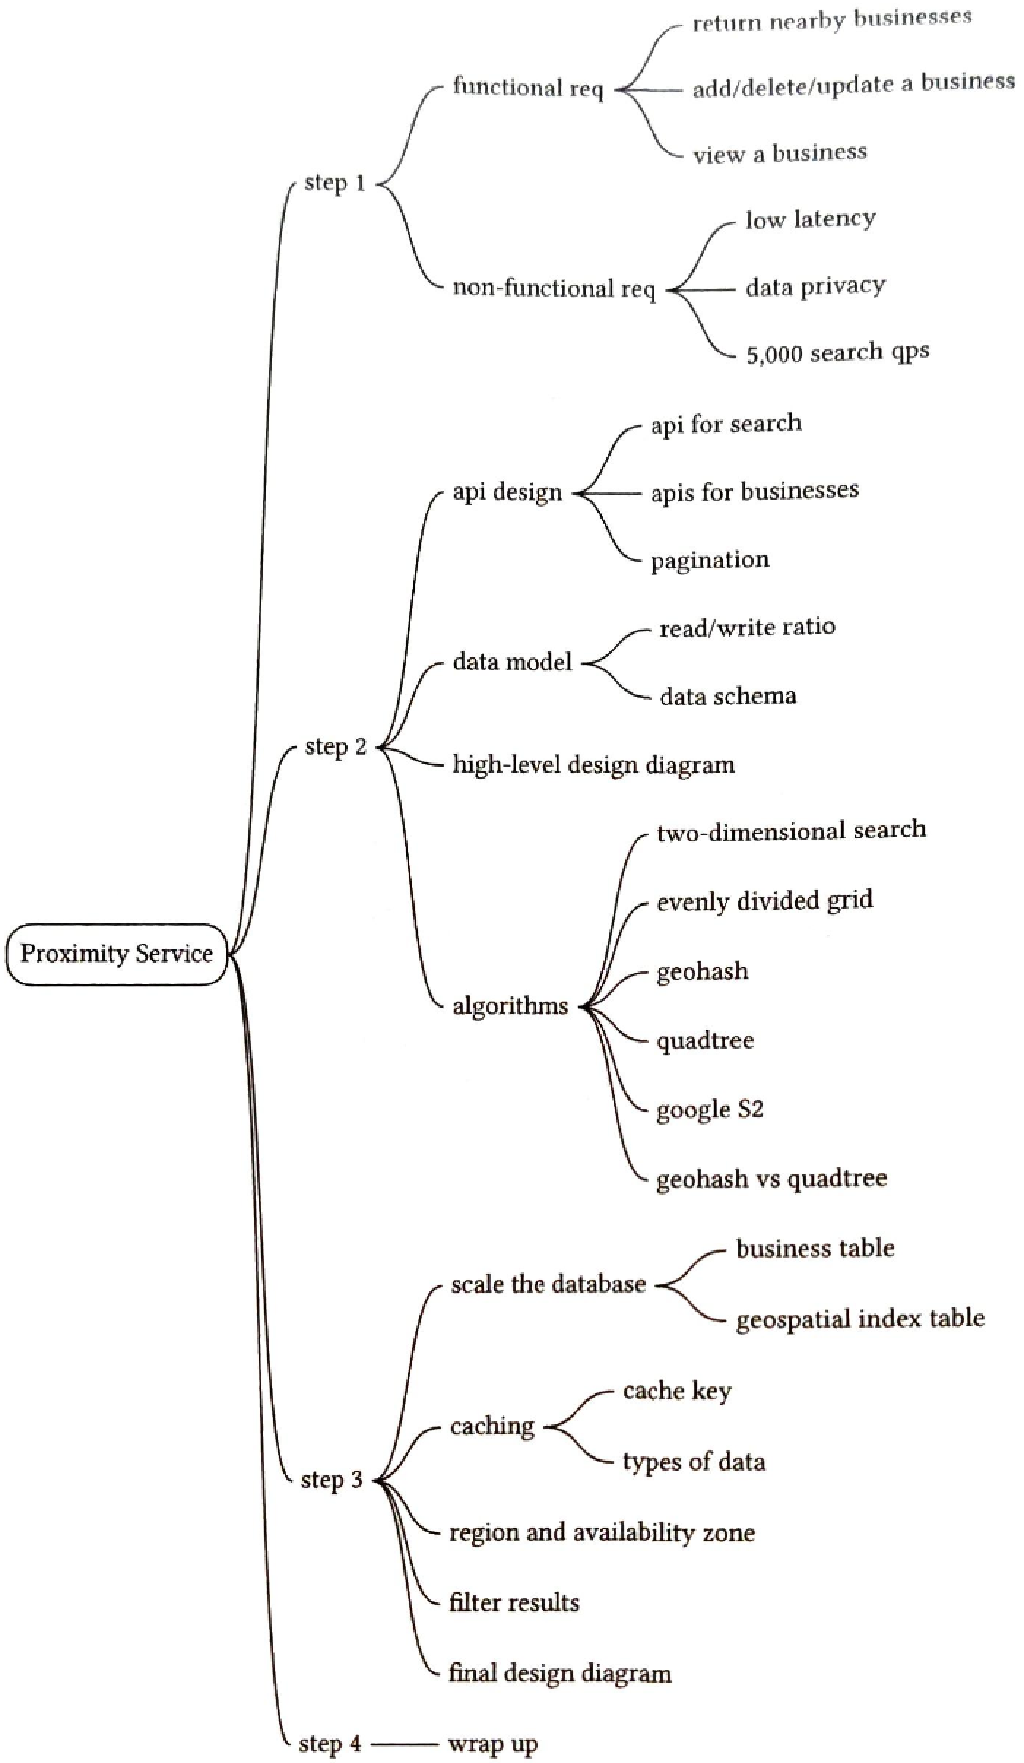 return nearby businesses
functional req
add/delete/update a business
view a business
step 1
low latency
non-functional req
data privacy
5,000 search qps
api for search
api design
apis for businesses
pagination
read/write ratio
data model
data schema
step 2
high-level design diagram
two-dimensional search
evenly divided grid
Proximity Service
geohash
algorithms
quadtree
google S2
geohash vs quadtree
business table
scale the database
geospatial index table
cache key
caching
types of data
step 3
region and availability zone
filter results
final design diagram
step 4
wrap up